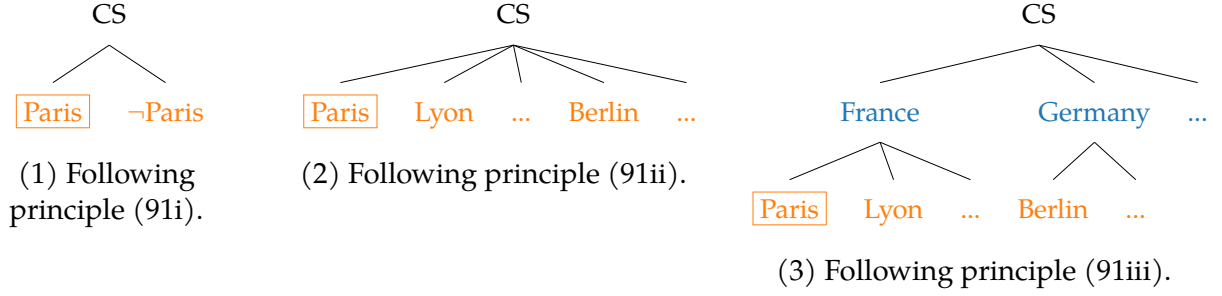 CS
Paris ¬Paris
(1) Following
principle (91i).
CS
Paris Lyon ... Berlin ...
(2) Following principle (91ii).
CS
France Germany ...
Paris Lyon ... Berlin ...
(3) Following principle (91iii).